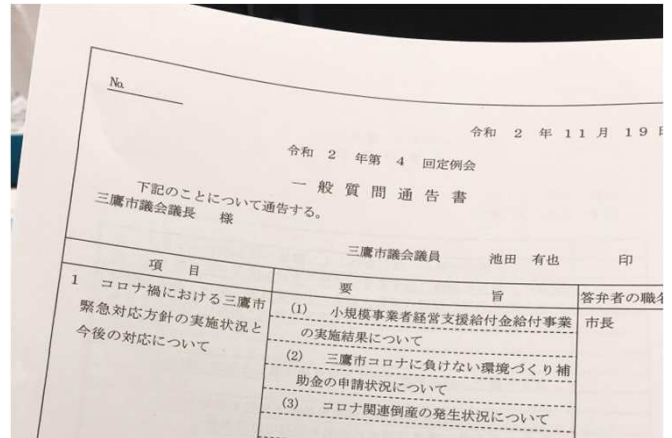 No.
令和 2 年 11 月 19 日
令和 2 年第 4 回定例会
一 般 質 問 通 告 書
下記のことについて通告する。
三鷹市議会議長 様
三鷹市議会議員 池田 有也 印
項 目
要 旨
答弁者の職名
1 コロナ禍における三鷹市
緊急対応方針の実施状況と
今後の対応について
(1) 小規模事業者経営支援給付金給付事業
の実施結果について
(2) 三鷹市コロナに負けない環境づくり補
助金の申請状況について
(3) コロナ関連倒産の発生状況について
市長